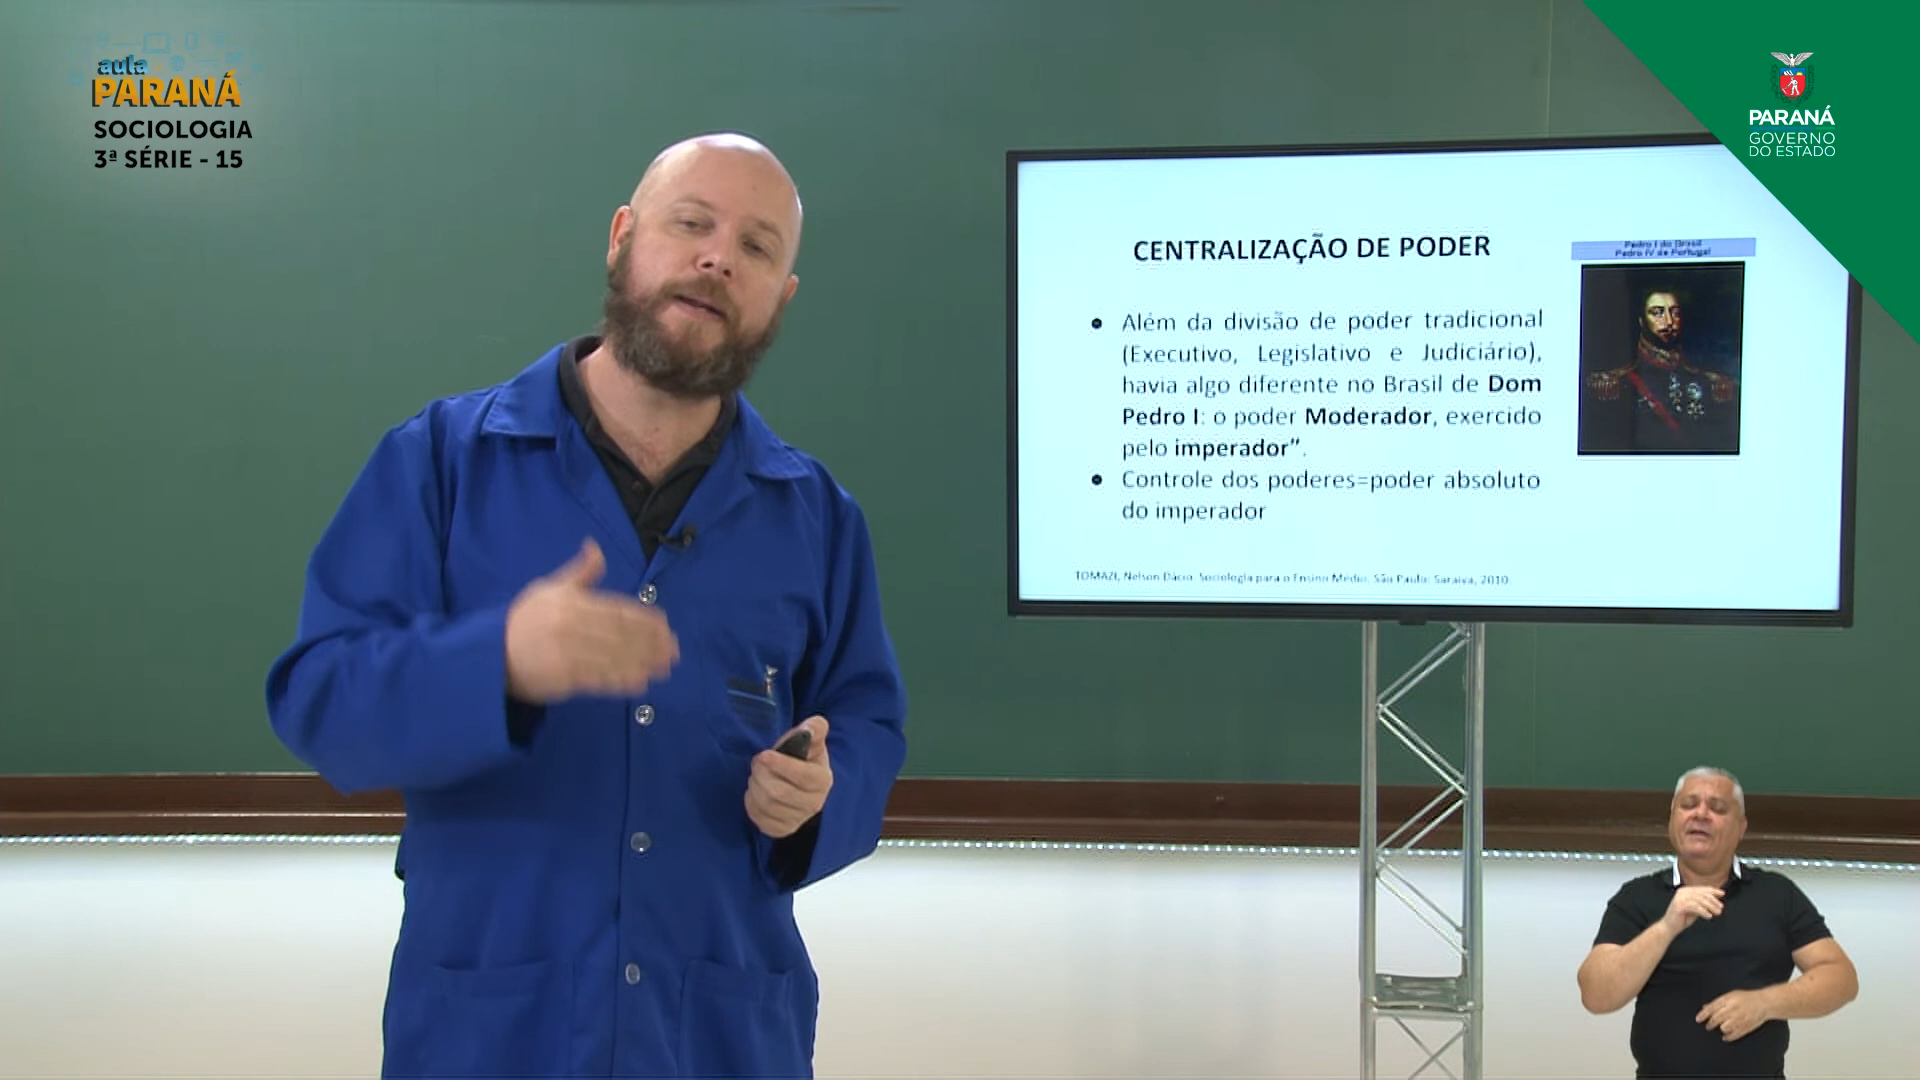 aula
PARANÁ
SOCIOLOGIA
3ª SÉRIE - 15
PARANÁ
GOVERNO
DO ESTADO
CENTRALIZAÇÃO DE PODER
Pedro I do Brasil
Pedro IV de Portugal
● Além da divisão de poder tradicional
(Executivo, Legislativo e Judiciário),
havia algo diferente no Brasil de Dom
Pedro I: o poder Moderador, exercido
pelo imperador”.
● Controle dos poderes=poder absoluto
do imperador
TOMAZI, Nelson Dácio. Sociologia para o Ensino Médio. São Paulo: Saraiva, 2010.